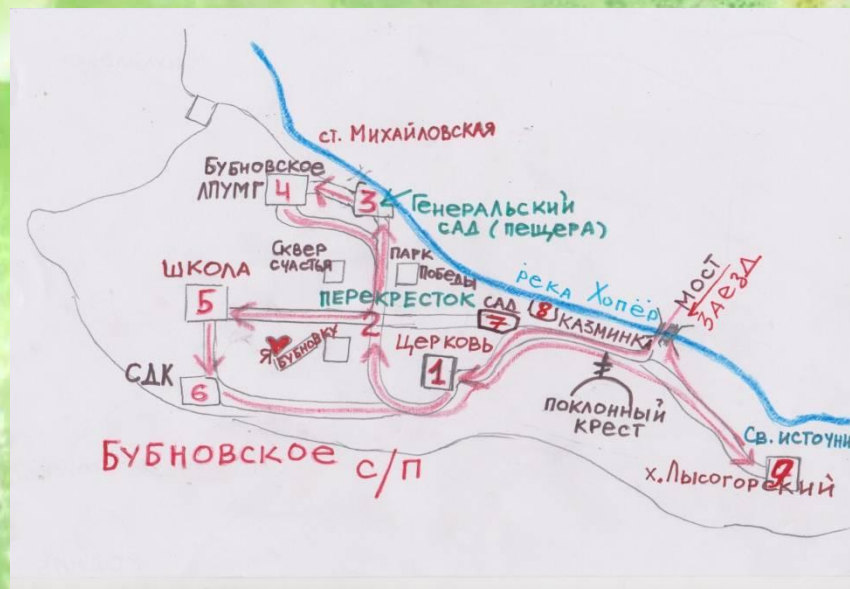 ст. Михайловская
Бубновское
ЛПУМГ
4
3
Генеральский
сад (пещера)
Сквер
счастья
парк
Победы
школа
5
перекресток
2
сад
7
8
Казминка
река Хопёр
мост
заезд
Я
Бубновку
Церковь
1
СДК
6
поклонный
крест
Св. источни
х. Лысогорский
9
Бубновское с/п